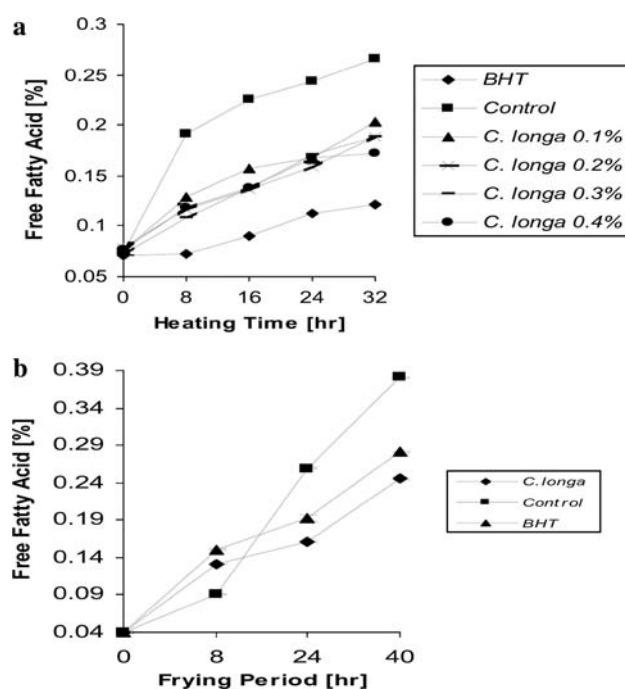 a
0.3
0.25
0.2
0.15
0.1
0.05
Free Fatty Acid [%]
0 8 16 24 32
Heating Time [hr]
BHT
Control
C. longa 0.1%
C. longa 0.2%
C. longa 0.3%
C. longa 0.4%
b
0.39
0.34
0.29
0.24
0.19
0.14
0.09
0.04
Free Fatty Acid [%]
0 8 24 40
Frying Period [hr]
C.longa
Control
BHT